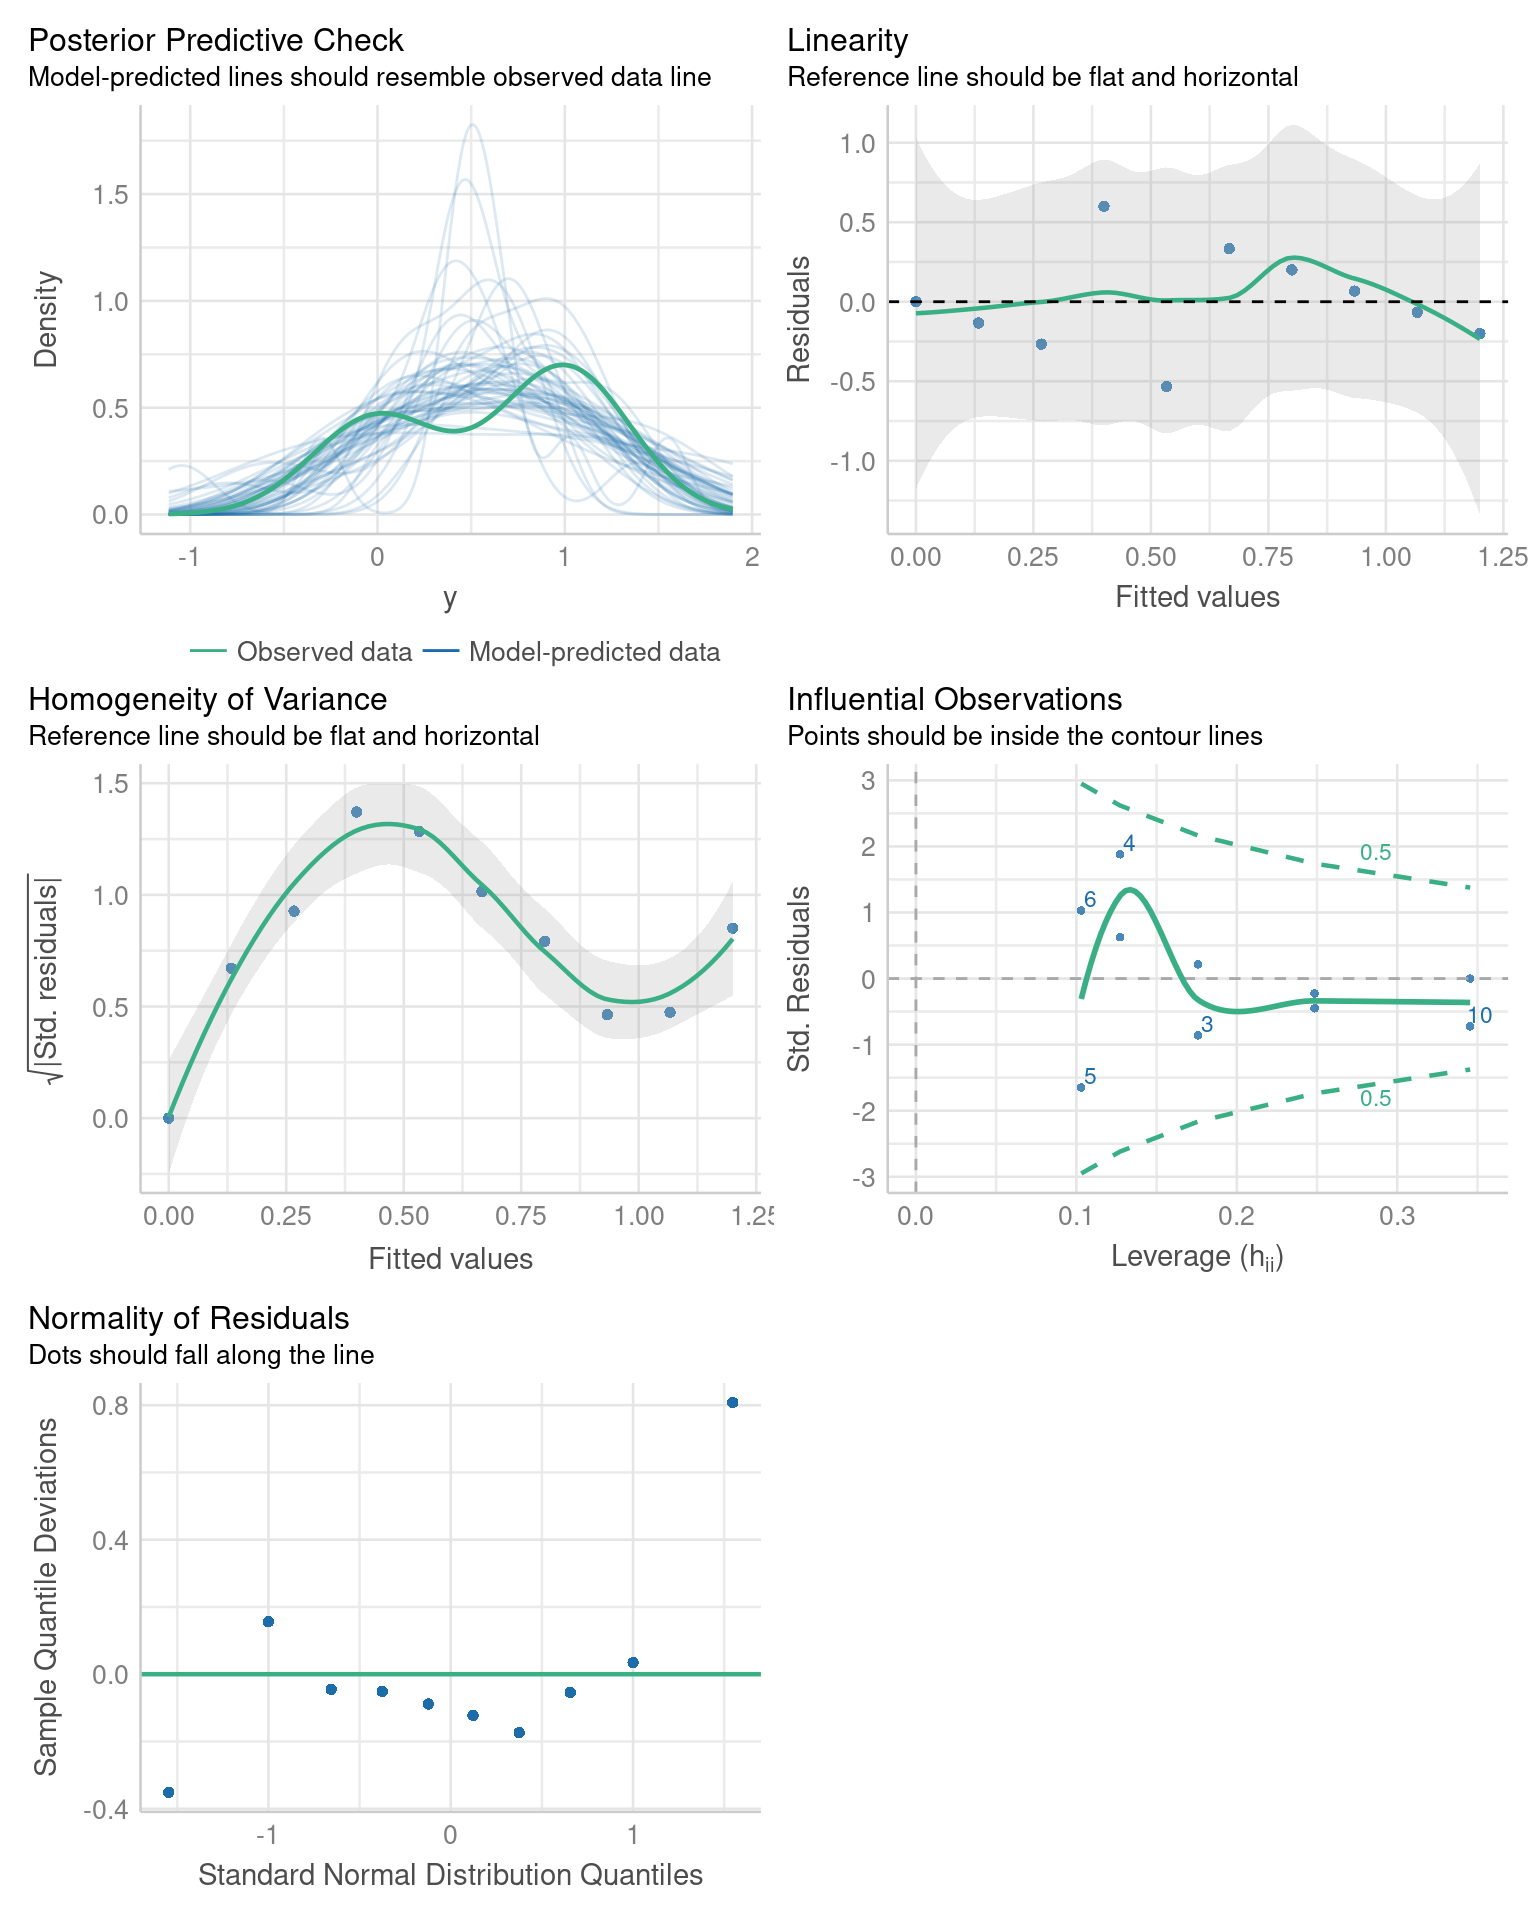 Posterior Predictive Check
Model-predicted lines should resemble observed data line
Density
1.5
1.0
0.5
0.0
-1
0
1
2
y
Observed data
Model-predicted data
Linearity
Reference line should be flat and horizontal
Residuals
1.0
0.5
0.0
-0.5
-1.0
0.00
0.25
0.50
0.75
1.00
1.25
Fitted values
Homogeneity of Variance
Reference line should be flat and horizontal
√|Std. residuals|
1.5
1.0
0.5
0.0
0.00
0.25
0.50
0.75
1.00
1.25
Fitted values
Influential Observations
Points should be inside the contour lines
Std. Residuals
3
2
1
0
-1
-2
-3
4
6
0.5
3
10
5
0.5
0.0
0.1
0.2
0.3
Leverage (hᵢᵢ)
Normality of Residuals
Dots should fall along the line
Sample Quantile Deviations
0.8
0.4
0.0
-0.4
-1
0
1
Standard Normal Distribution Quantiles